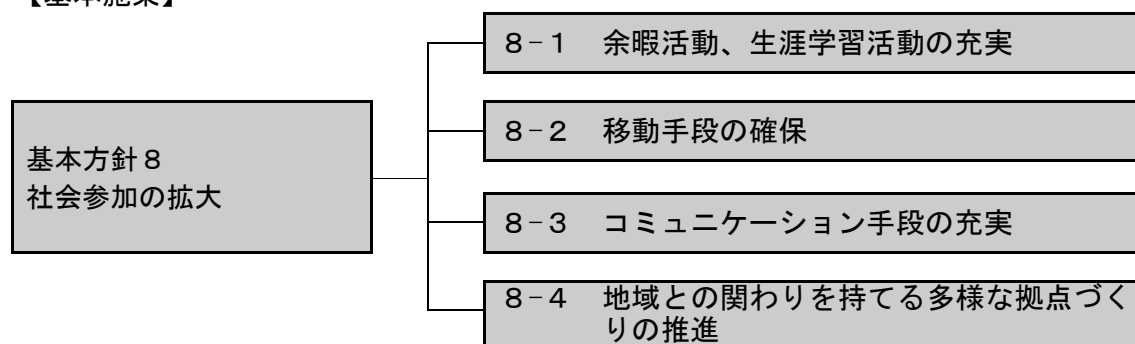 【基本施策】
8-1 余暇活動、生涯学習活動の充実
8-2 移動手段の確保
基本方針8
社会参加の拡大
8-3 コミュニケーション手段の充実
8-4 地域との関わりを持てる多様な拠点づく
りの推進